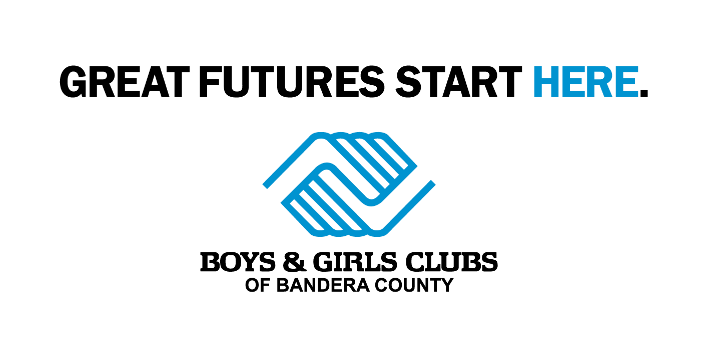 GREAT FUTURES START HERE.
BOYS & GIRLS CLUBS
OF BANDERA COUNTY